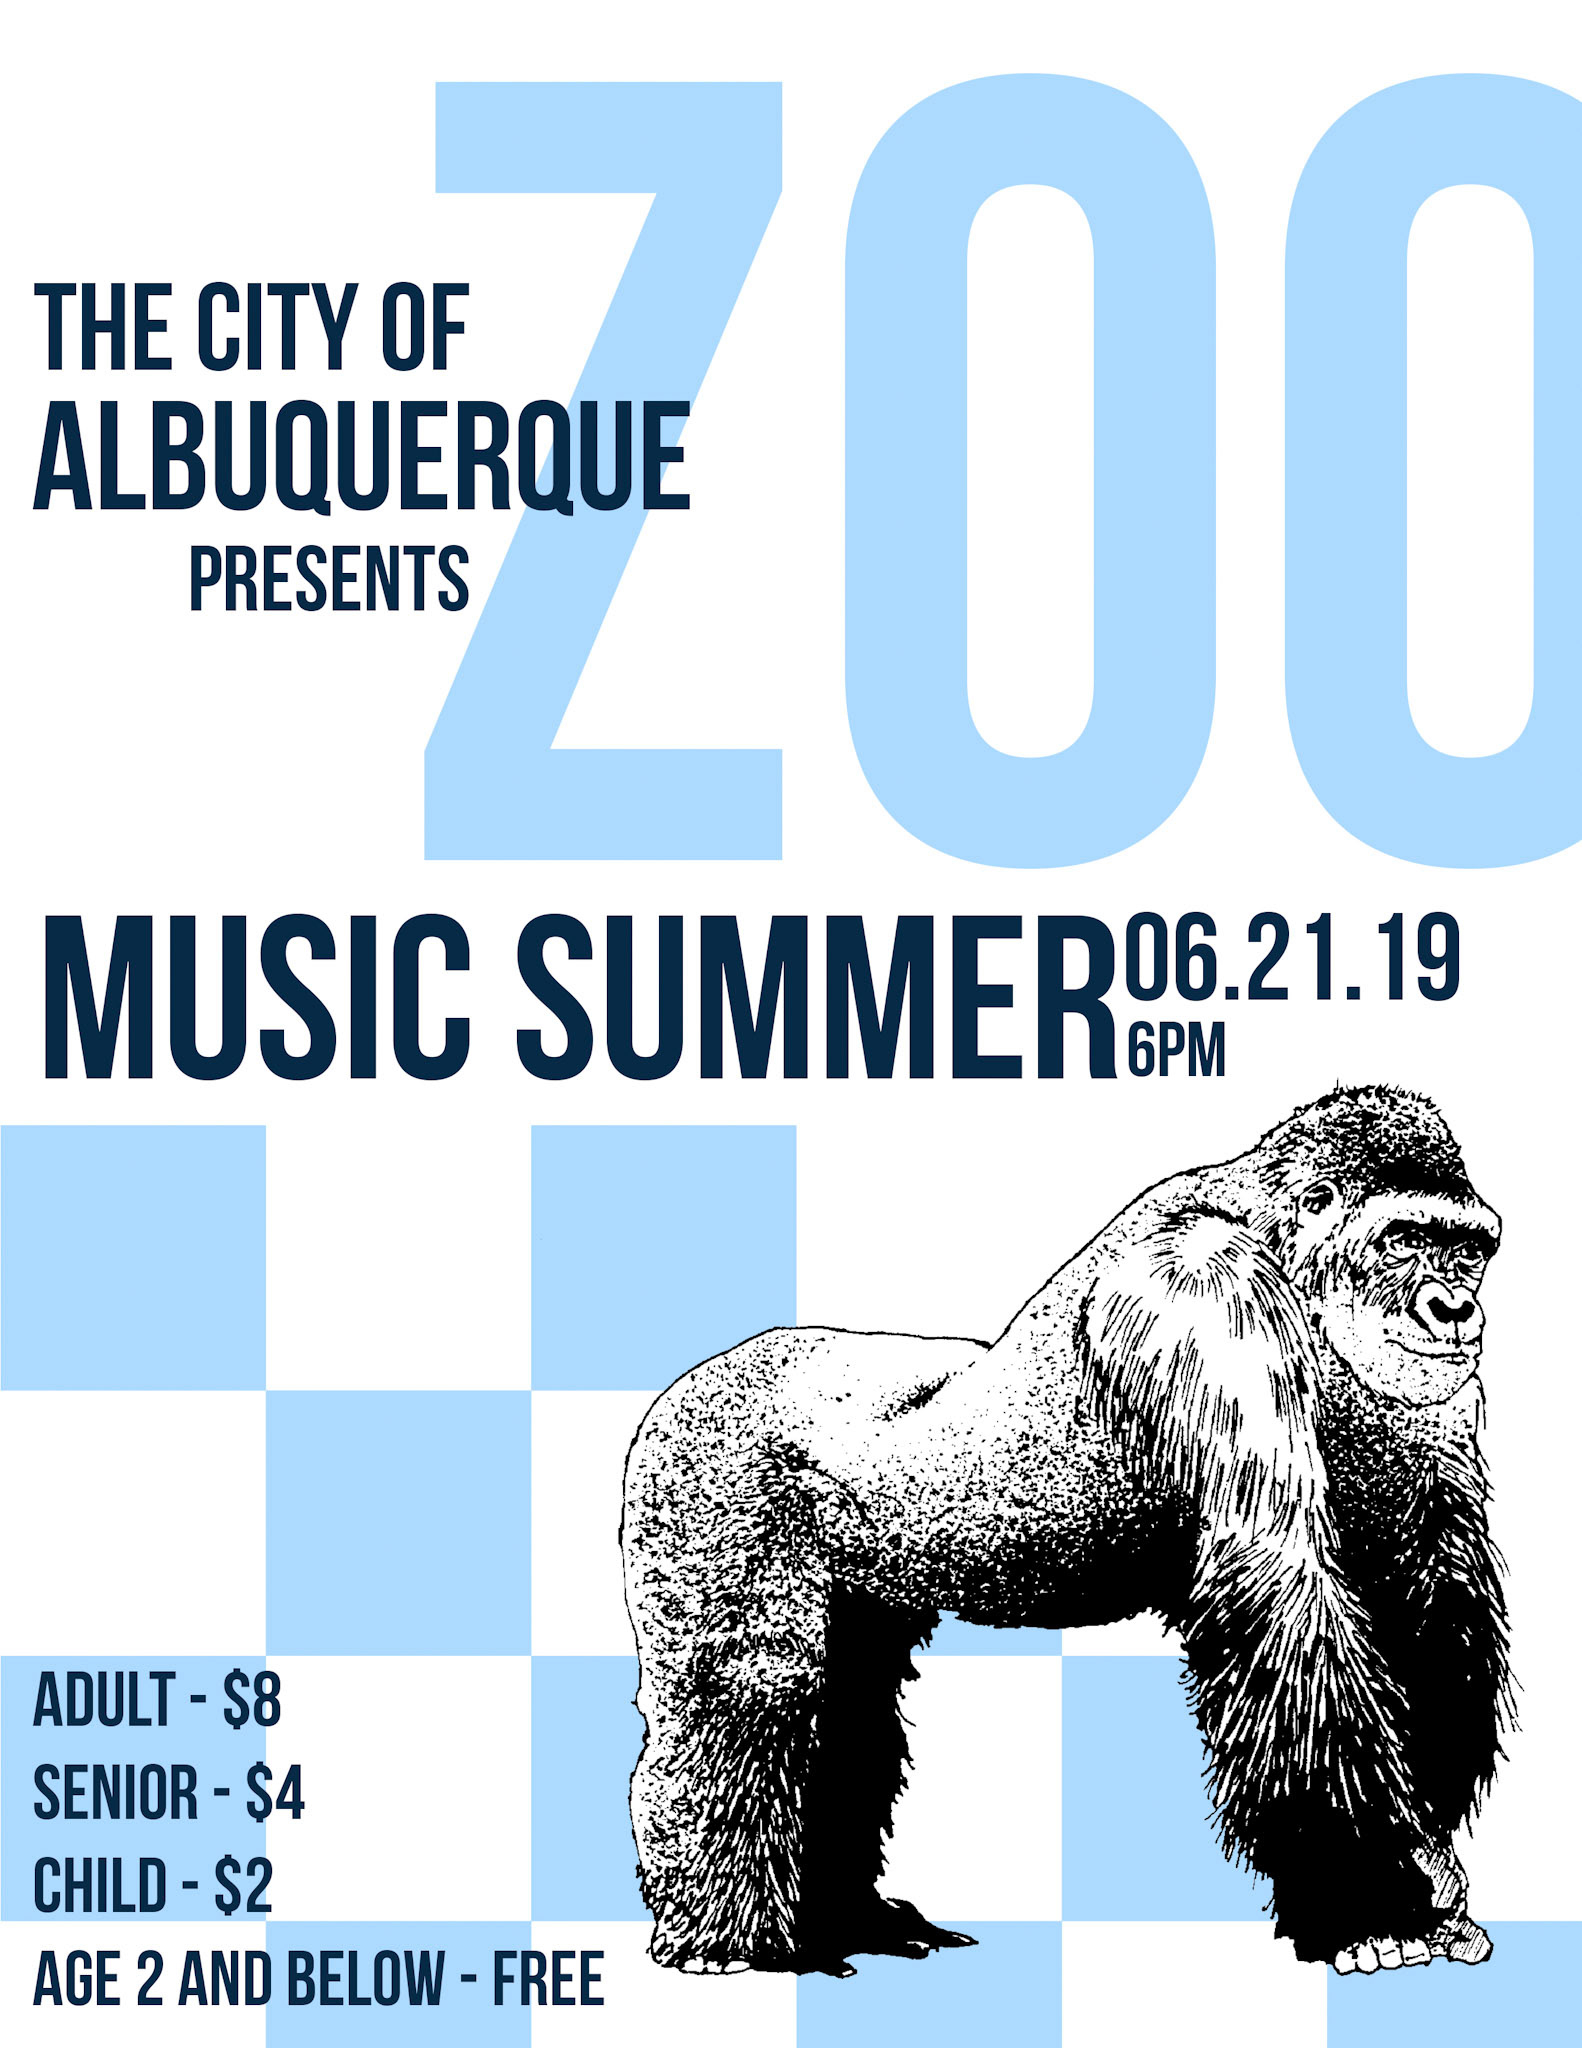 ZOO
THE CITY OF
ALBUQUERQUE
PRESENTS
MUSIC SUMMER
06.21.19
6PM
ADULT - $8
SENIOR - $4
CHILD - $2
AGE 2 AND BELOW - FREE